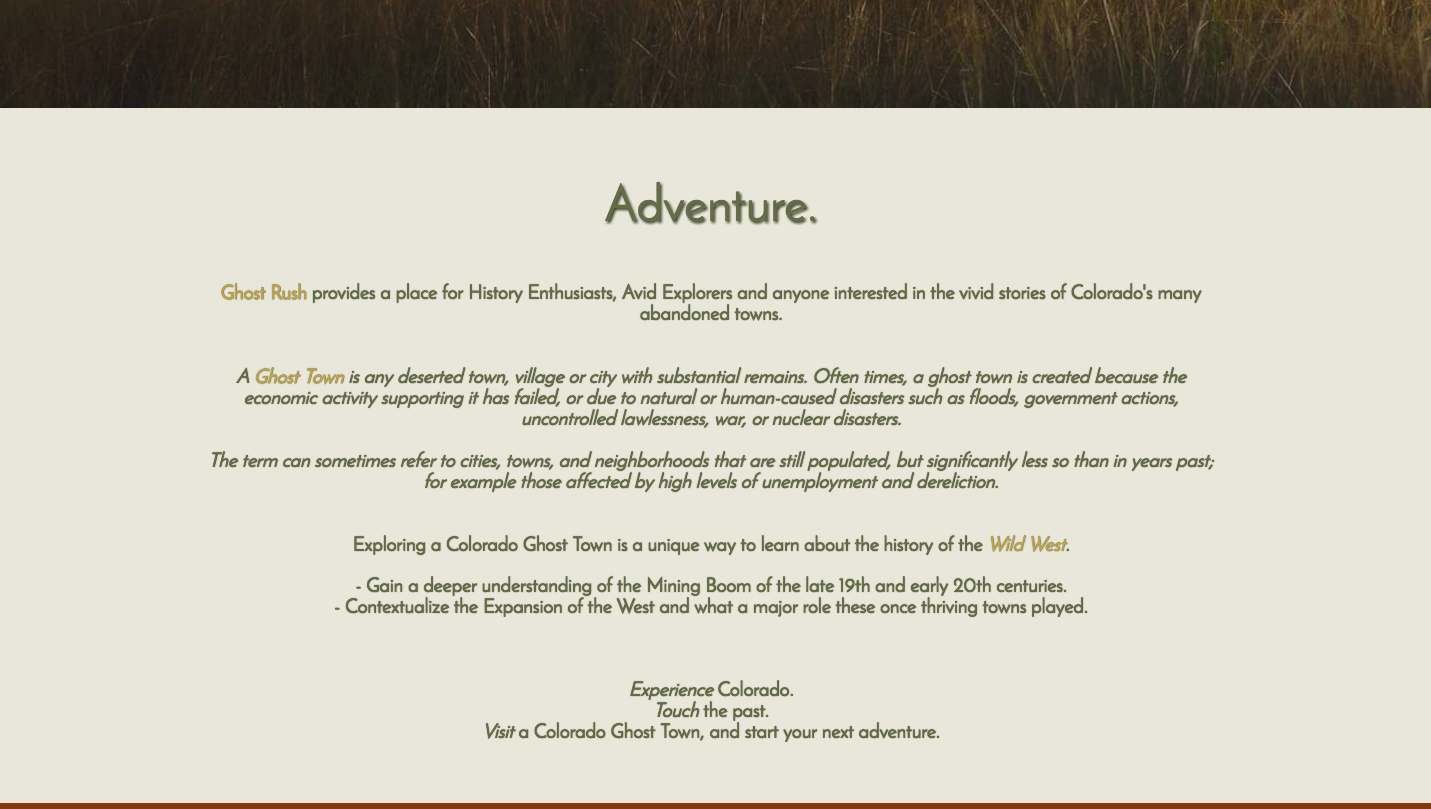 Adventure.
Ghost Rush provides a place for History Enthusiasts, Avid Explorers and anyone interested in the vivid stories of Colorado's many
abandoned towns.
A Ghost Town is any deserted town, village or city with substantial remains. Often times, a ghost town is created because the
economic activity supporting it has failed, or due to natural or human-caused disasters such as floods, government actions,
uncontrolled lawlessness, war, or nuclear disasters.
The term can sometimes refer to cities, towns, and neighborhoods that are still populated, but significantly less so than in years past;
for example those affected by high levels of unemployment and dereliction.
Exploring a Colorado Ghost Town is a unique way to learn about the history of the Wild West.
- Gain a deeper understanding of the Mining Boom of the late 19th and early 20th centuries.
- Contextualize the Expansion of the West and what a major role these once thriving towns played.
Experience Colorado.
Touch the past.
Visit a Colorado Ghost Town, and start your next adventure.